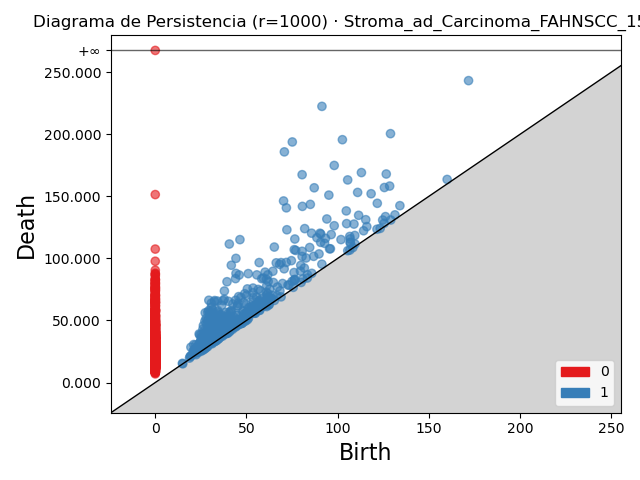 Diagrama de Persistencia (r=1000) · Stroma_ad_Carcinoma_FAHNSCC_15
+∞
250.000
200.000
150.000
100.000
50.000
0.000
Death
0
1
0 50 100 150 200 250
Birth